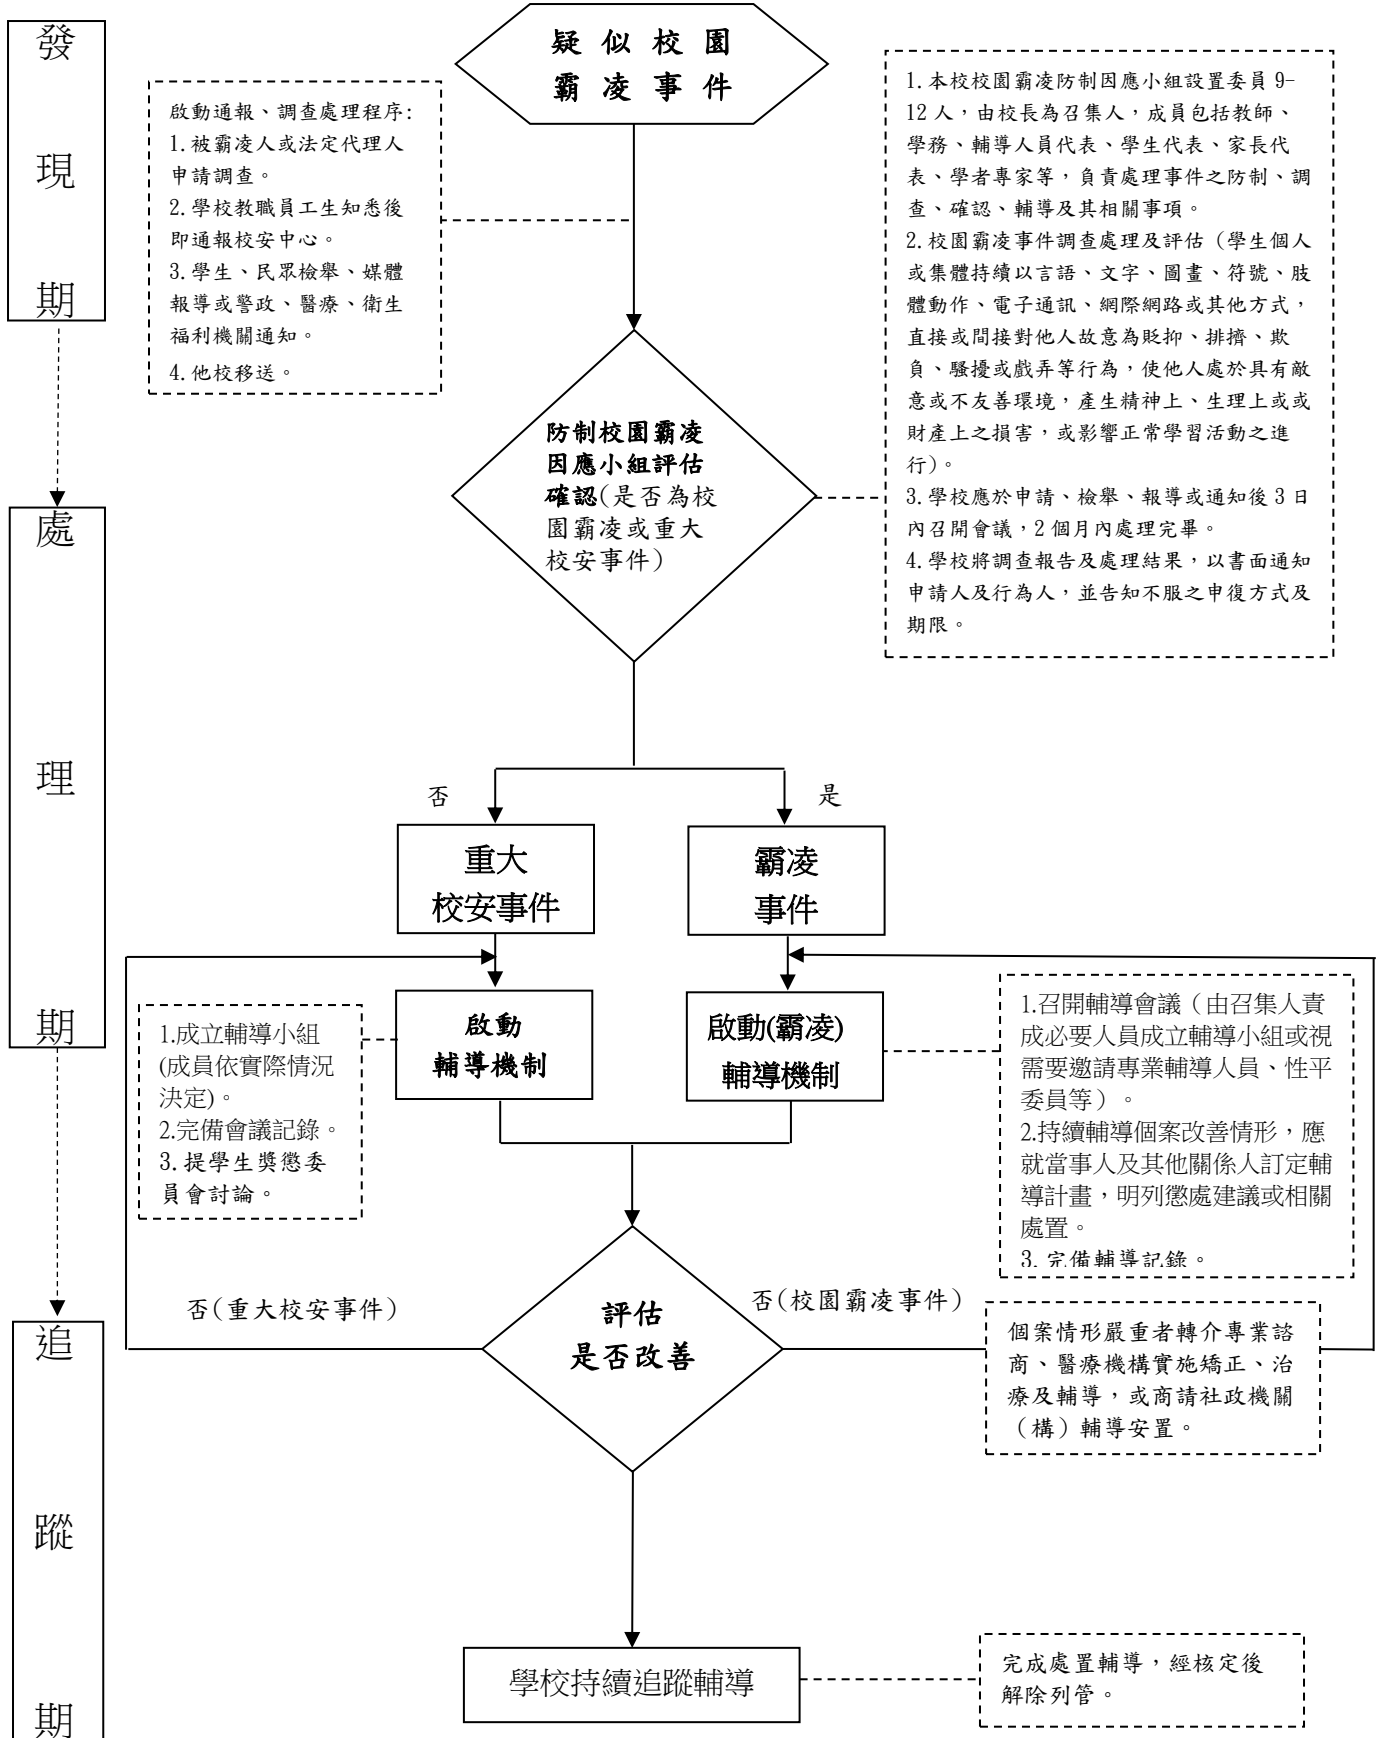 發
現
期
疑似校園
霸凌事件
啟動通報、調查處理程序:
1.被霸凌人或法定代理人
申請調查。
2.學校教職員工生知悉後
即通報校安中心。
3.學生、民眾檢舉、媒體
報導或警政、醫療、衛生
福利機關通知。
4.他校移送。
1.本校校園霸凌防制因應小組設置委員 9-
12 人，由校長為召集人，成員包括教師、
學務、輔導人員代表、學生代表、家長代
表、學者專家等，負責處理事件之防制、調
查、確認、輔導及其相關事項。
2.校園霸凌事件調查處理及評估（學生個人
或集體持續以言語、文字、圖畫、符號、肢
體動作、電子通訊、網際網路或其他方式，
直接或間接對他人故意為貶抑、排擠、欺
負、騷擾或戲弄等行為，使他人處於具有敵
意或不友善環境，產生精神上、生理上或或
財產上之損害，或影響正常學習活動之進
行)。
3.學校應於申請、檢舉、報導或通知後 3 日
內召開會議，2 個月內處理完畢。
4.學校將調查報告及處理結果，以書面通知
申請人及行為人，並告知不服之申復方式及
期限。
防制校園霸凌
因應小組評估
確認(是否為校
園霸凌或重大
校安事件)
處
理
期
否
是
重大
校安事件
霸凌
事件
啟動
輔導機制
啟動(霸凌)
輔導機制
1.成立輔導小組
(成員依實際情況
決定)。
2.完備會議記錄。
3.提學生獎懲委
員會討論。
1.召開輔導會議（由召集人責
成必要人員成立輔導小組或視
需要邀請專業輔導人員、性平
委員等）。
2.持續輔導個案改善情形，應
就當事人及其他關係人訂定輔
導計畫，明列懲處建議或相關
處置。
3.完備輔導記錄。
否(重大校安事件)
評估
是否改善
否(校園霸凌事件)
個案情形嚴重者轉介專業諮
商、醫療機構實施矯正、治
療及輔導，或商請社政機關
（構）輔導安置。
追
蹤
期
學校持續追蹤輔導
完成處置輔導，經核定後
解除列管。